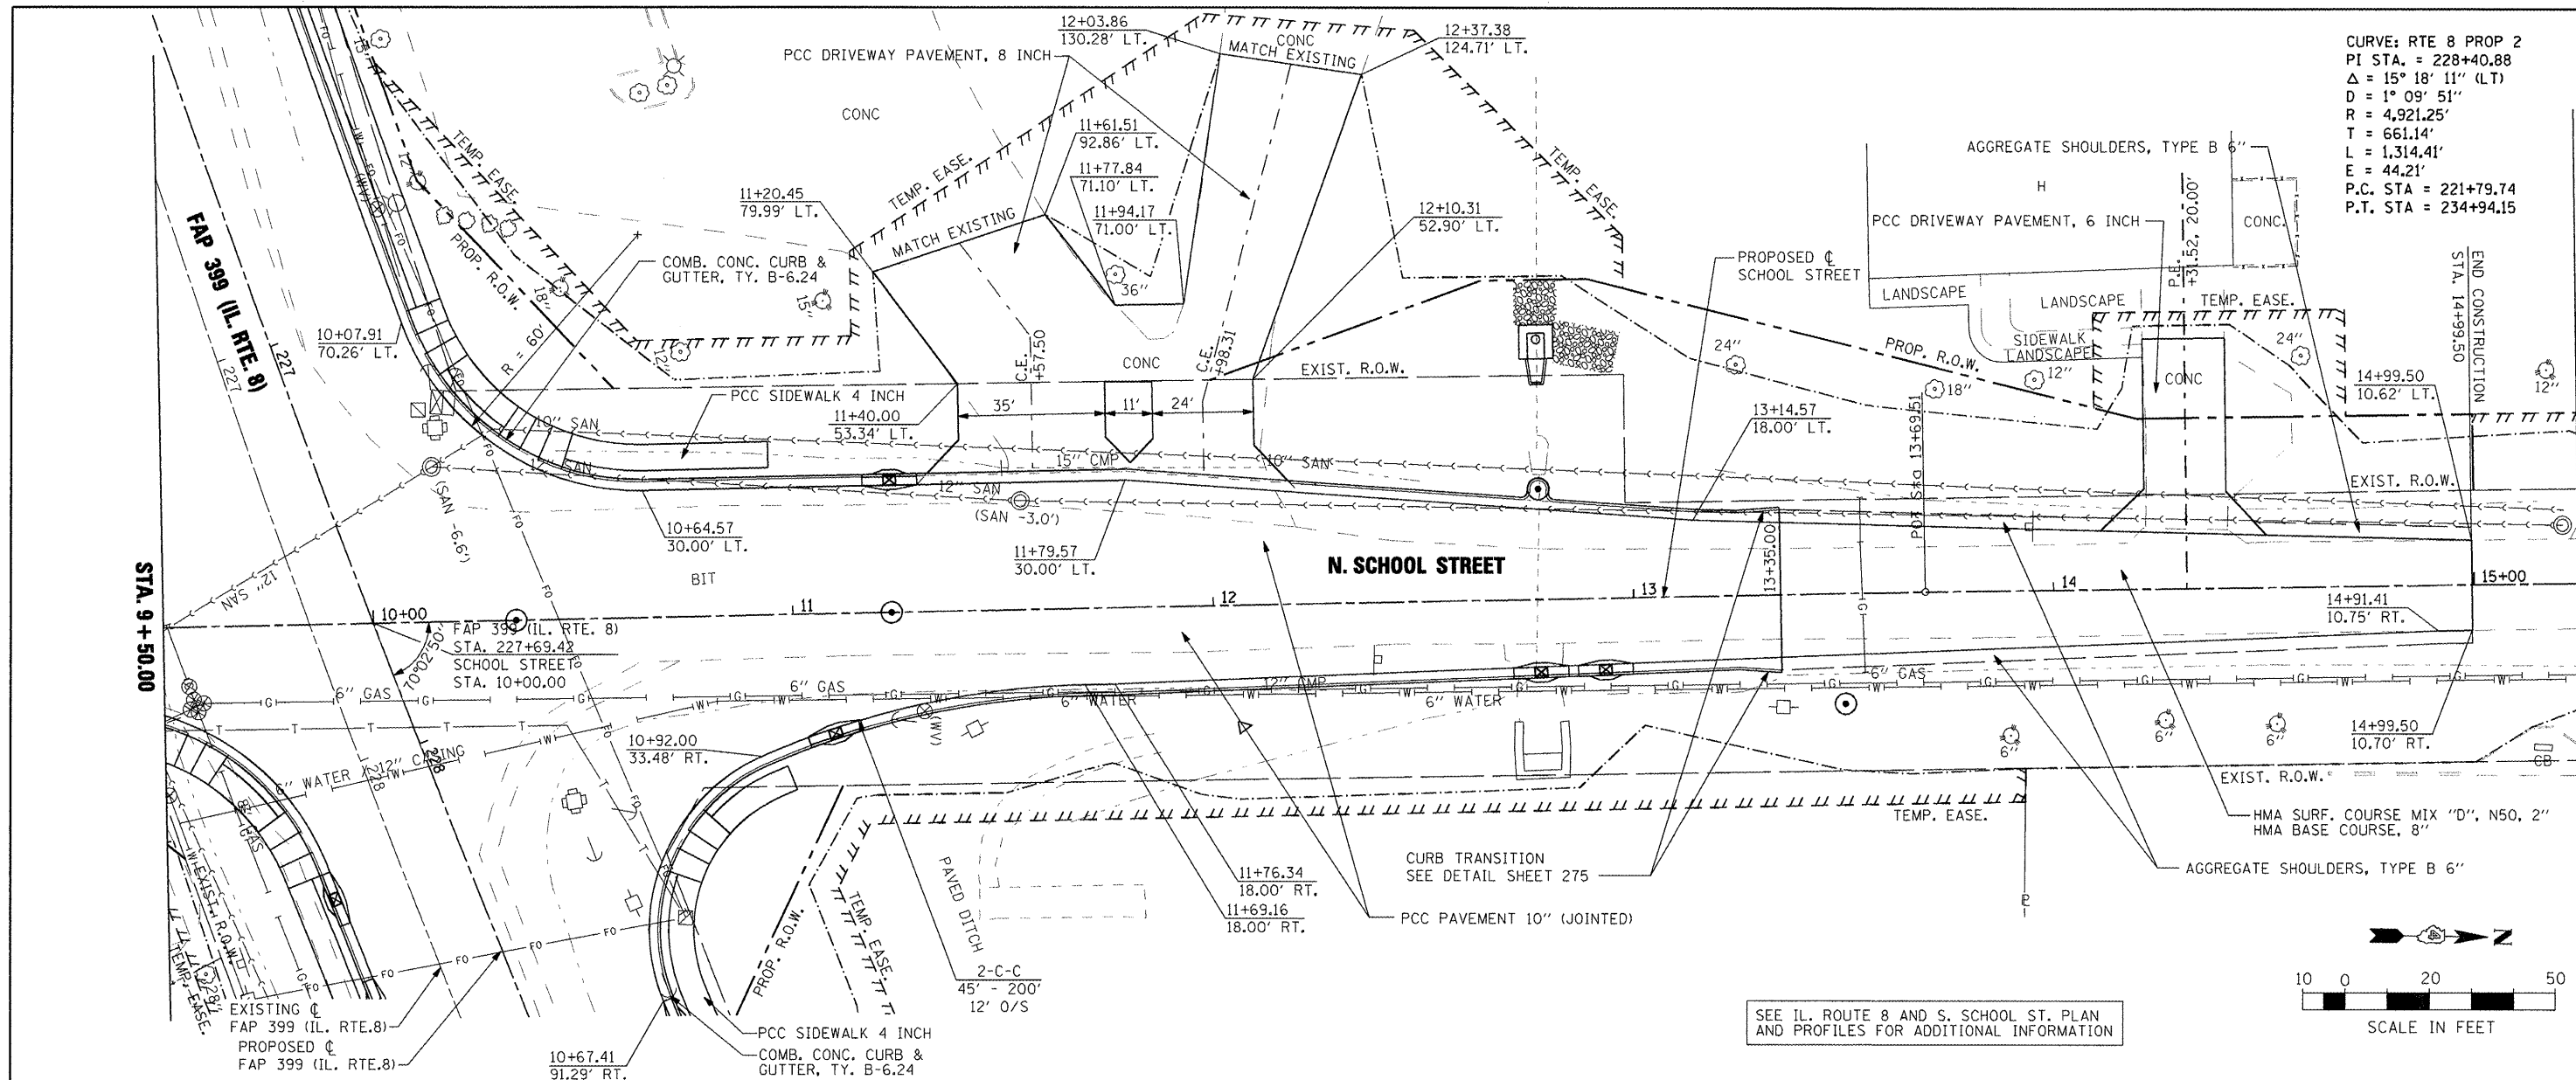 12+03.86
130.28' LT.
PCC DRIVEWAY PAVEMENT, 8 INCH
CONC
MATCH EXISTING
12+37.38
124.71' LT.
CURVE: RTE 8 PROP 2
PI STA. = 228+40.88
Δ = 15° 18' 11'' (LT)
D = 1° 09' 51''
R = 4,921.25'
T = 661.14'
L = 1,314.41'
E = 44.21'
P.C. STA = 221+79.74
P.T. STA = 234+94.15
CONC
11+61.51
92.86' LT.
11+77.84
71.10' LT.
11+94.17
71.00' LT.
TEMP. EASE.
TEMP. EASE.
TEMP. EASE.
AGGREGATE SHOULDERS, TYPE B 6''
H
PCC DRIVEWAY PAVEMENT, 6 INCH
CONC.
P.E.
+31.52, 20.00'
END CONSTRUCTION
STA. 14+99.50
11+20.45
79.99' LT.
MATCH EXISTING
12+10.31
52.90' LT.
FAP 399 (IL. RTE. 8)
12''
15''
PROP. R.O.W.
18''
COMB. CONC. CURB &
GUTTER, TY. B-6.24
15''
36''
PROPOSED ℄
SCHOOL STREET
LANDSCAPE
LANDSCAPE
TEMP. EASE.
SIDEWALK
LANDSCAPE
24''
24''
PROP. R.O.W.
10+07.91
70.26' LT.
227
227
R = 60'
12''
C.E.
+57.50
CONC
C.E.
+98.31
EXIST. R.O.W.
CONC
12''
18''
12''
14+99.50
10.62' LT.
PCC SIDEWALK 4 INCH
11+40.00
53.34' LT.
35'
11'
24'
13+14.57
18.00' LT.
POT Sta 13+69.51
10'' SAN
12'' SAN
15'' CMP
10'' SAN
12'' SAN
(SAN -6.6')
(SAN -3.0')
EXIST. R.O.W.
10+64.57
30.00' LT.
11+79.57
30.00' LT.
N. SCHOOL STREET
13+35.00
BIT
12'' SAN
STA. 9+50.00
10+00
11
12
13
14
15+00
70°02'50''
FAP 399 (IL. RTE. 8)
STA. 227+69.42
SCHOOL STREET
STA. 10+00.00
14+91.41
10.75' RT.
6'' GAS
6'' GAS
12'' CMP
6'' WATER
6'' WATER
6'' GAS
(WV)
10+92.00
33.48' RT.
228
228
6'' WATER X 12'' CASING
6''
6''
6''
14+99.50
10.70' RT.
CB
EXIST. R.O.W.
TEMP. EASE.
HMA SURF. COURSE MIX "D", N50, 2''
HMA BASE COURSE, 8''
AGGREGATE SHOULDERS, TYPE B 6''
CURB TRANSITION
SEE DETAIL SHEET 275
11+76.34
18.00' RT.
11+69.16
18.00' RT.
PCC PAVEMENT 10'' (JOINTED)
PAVED DITCH
TEMP. EASE.
PROP. R.O.W.
EXIST. R.O.W.
TEMP. EASE.
28''
2-C-C
45' - 200'
12' O/S
EXISTING ℄
FAP 399 (IL. RTE.8)
PROPOSED ℄
FAP 399 (IL. RTE.8)
PCC SIDEWALK 4 INCH
COMB. CONC. CURB &
GUTTER, TY. B-6.24
10+67.41
91.29' RT.
SEE IL. ROUTE 8 AND S. SCHOOL ST. PLAN
AND PROFILES FOR ADDITIONAL INFORMATION
N
10 0 20 50
SCALE IN FEET